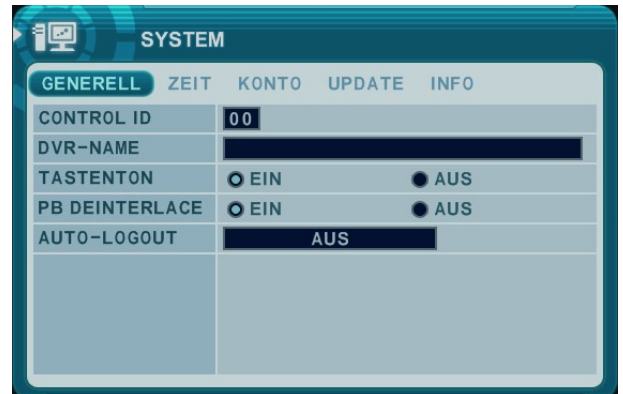 SYSTEM
GENERELL ZEIT KONTO UPDATE INFO
CONTROL ID 00
DVR-NAME
TASTENTON EIN AUS
PB DEINTERLACE EIN AUS
AUTO-LOGOUT AUS